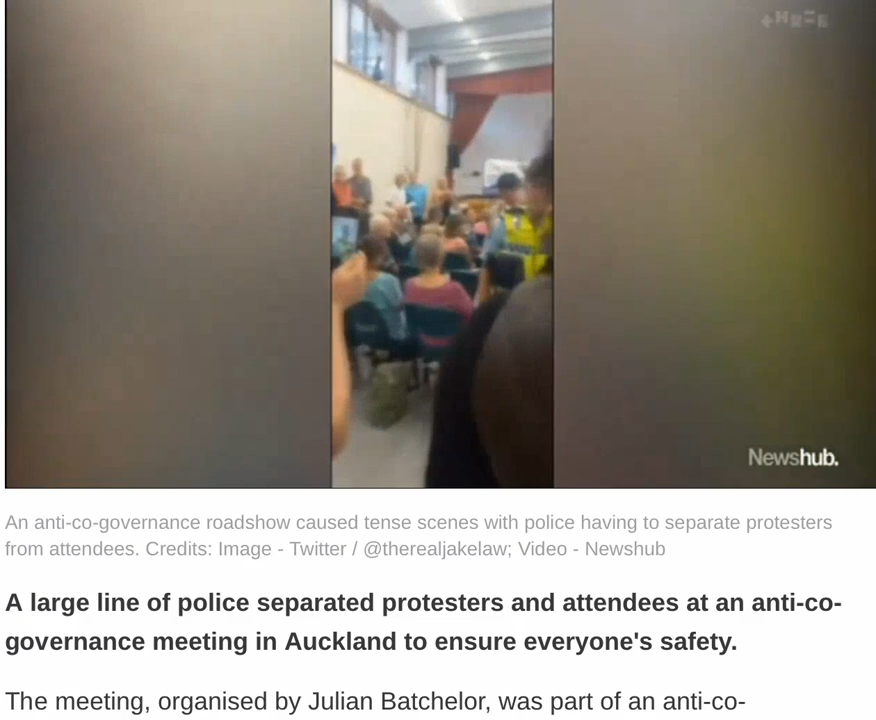 THREE
Newshub.
An anti-co-governance roadshow caused tense scenes with police having to separate protesters
from attendees. Credits: Image - Twitter / @therealjakelaw; Video - Newshub
A large line of police separated protesters and attendees at an anti-co-
governance meeting in Auckland to ensure everyone's safety.
The meeting, organised by Julian Batchelor, was part of an anti-co-